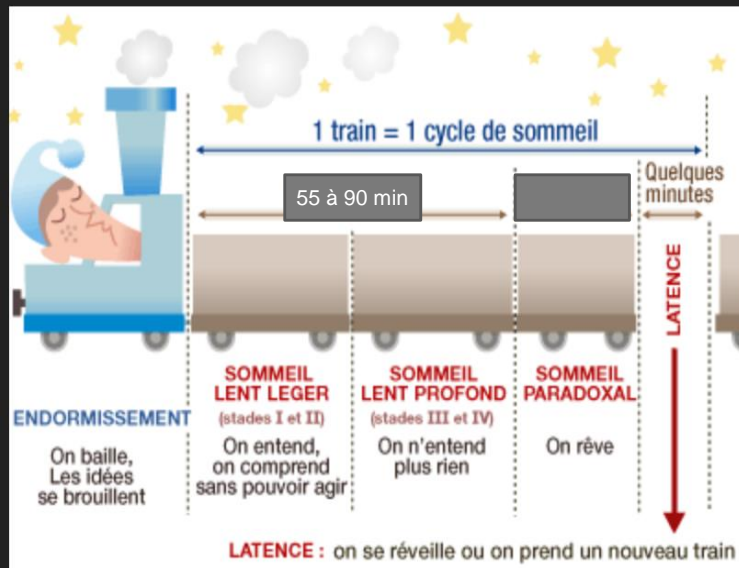 1 train = 1 cycle de sommeil
55 à 90 min
Quelques
minutes
LATENCE
ENDORMISSEMENT
On baille,
Les idées
se brouillent
SOMMEIL
LENT LEGER
(stades I et II)
On entend,
on comprend
sans pouvoir agir
SOMMEIL
LENT PROFOND
(stades III et IV)
On n'entend
plus rien
SOMMEIL
PARADOXAL
On rêve
LATENCE : on se réveille ou on prend un nouveau train